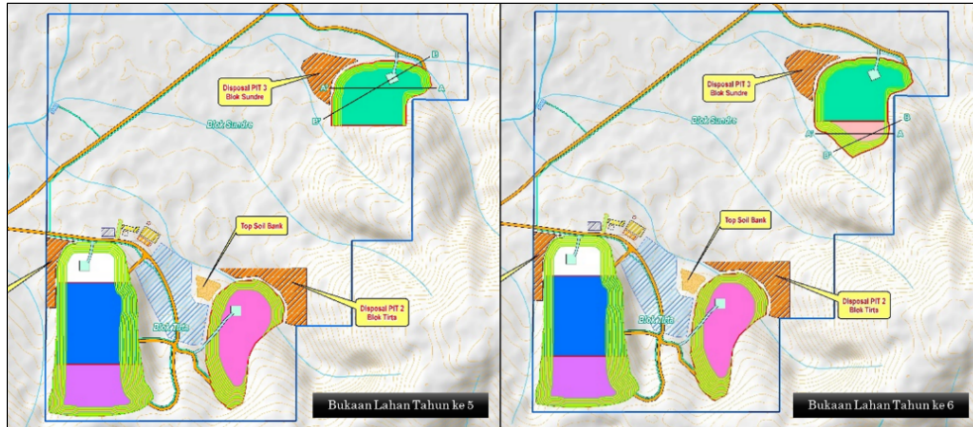 B
Disposal PIT 3
Blok Sundre
A'
A
B'
Blok Sundre
Top Soil Bank
Disposal PIT 2
Blok Tirta
Bukaan Lahan Tahun ke 5
Disposal PIT 3
Blok Sundre
B
A'
A
B'
Blok Sundre
Top Soil Bank
Disposal PIT 2
Blok Tirta
Bukaan Lahan Tahun ke 6